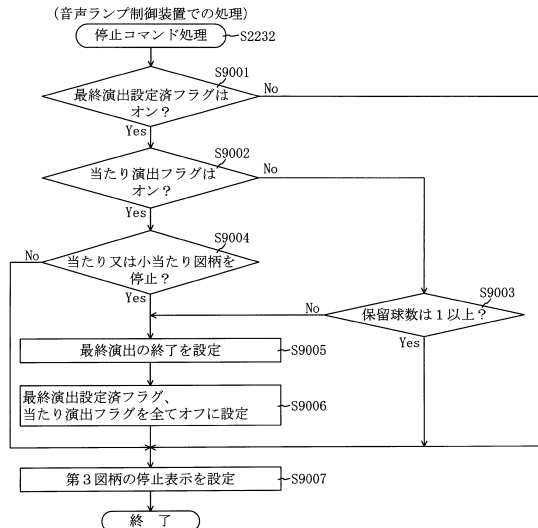 (音声ランプ制御装置での処理)
停止コマンド処理
S2232
S9001
最終演出設定済フラグは
オン?
No
Yes
S9002
当たり演出フラグは
オン?
No
Yes
S9004
当たり又は小当たり図柄を
停止?
No
Yes
S9003
保留球数は1以上?
No
Yes
最終演出の終了を設定
S9005
最終演出設定済フラグ、
当たり演出フラグを全てオフに設定
S9006
第3図柄の停止表示を設定
S9007
終 了